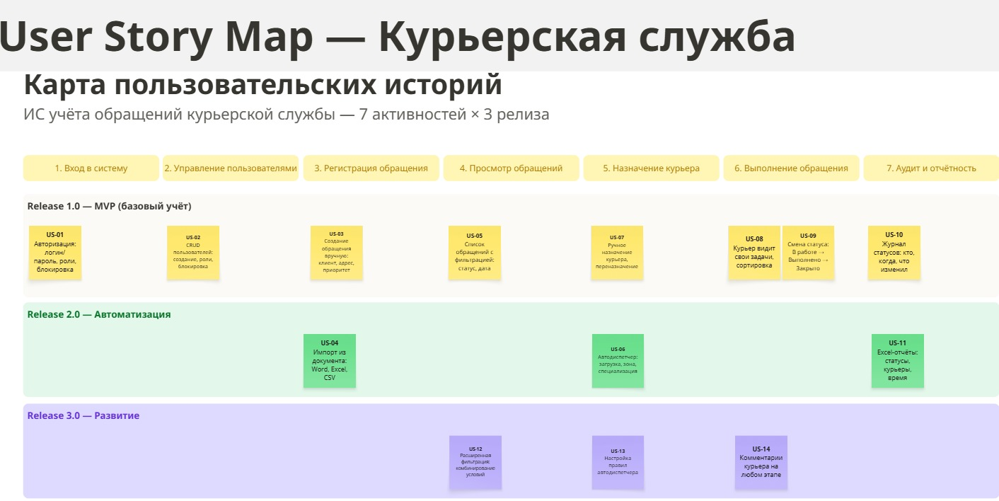 User Story Map — Курьерская служба
Карта пользовательских историй
ИС учёта обращений курьерской службы — 7 активностей × 3 релиза
1. Вход в систему
2. Управление пользователями
3. Регистрация обращения
4. Просмотр обращений
5. Назначение курьера
6. Выполнение обращения
7. Аудит и отчётность
Release 1.0 — MVP (базовый учёт)
US-01
Авторизация:
логин/
пароль, роли,
блокировка
US-02
CRUD
пользователей:
создание, роли,
блокировка
US-03
Создание
обращения
вручную:
клиент, адрес,
приоритет
US-05
Список
обращений с
фильтрацией:
статус, дата
US-07
Ручное
назначение
курьера,
переназначение
US-08
Курьер видит
свои задачи,
сортировка
US-09
Смена статуса:
В работе →
Выполнено →
Закрыто
US-10
Журнал
статусов: кто,
когда, что
изменил
Release 2.0 — Автоматизация
US-04
Импорт из
документа:
Word, Excel,
CSV
US-06
Автодиспетчер:
загрузка, зона,
специализация
US-11
Excel-отчёты:
статусы,
курьеры,
время
Release 3.0 — Развитие
US-12
Расширенная
фильтрация:
комбинирование
условий
US-13
Настройка
правил
автодиспетчера
US-14
Комментарии
курьера на
любом этапе